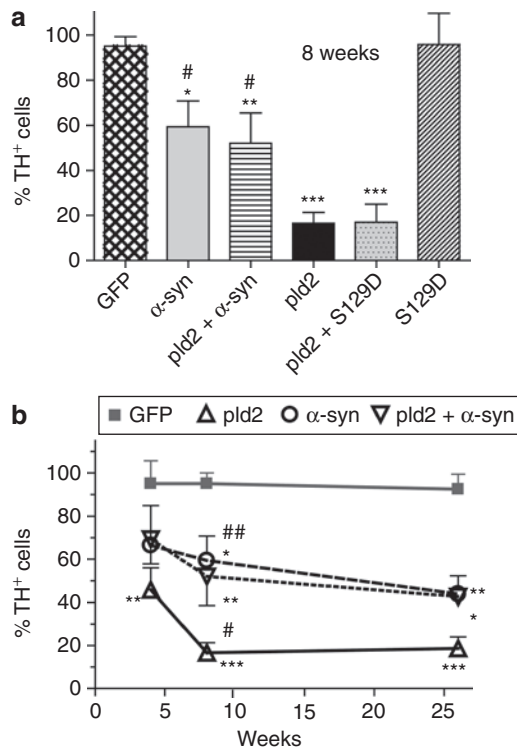 a
8 weeks
% TH⁺ cells
100
80
60
40
20
0
#
*
#
**
***
***
GFP
α-syn
pld2 + α-syn
pld2
pld2 + S129D
S129D
b
GFP pld2 α-syn pld2 + α-syn
% TH⁺ cells
100
80
60
40
20
0
##
*
**
**
**
*
#
***
***
0 5 10 15 20 25
Weeks